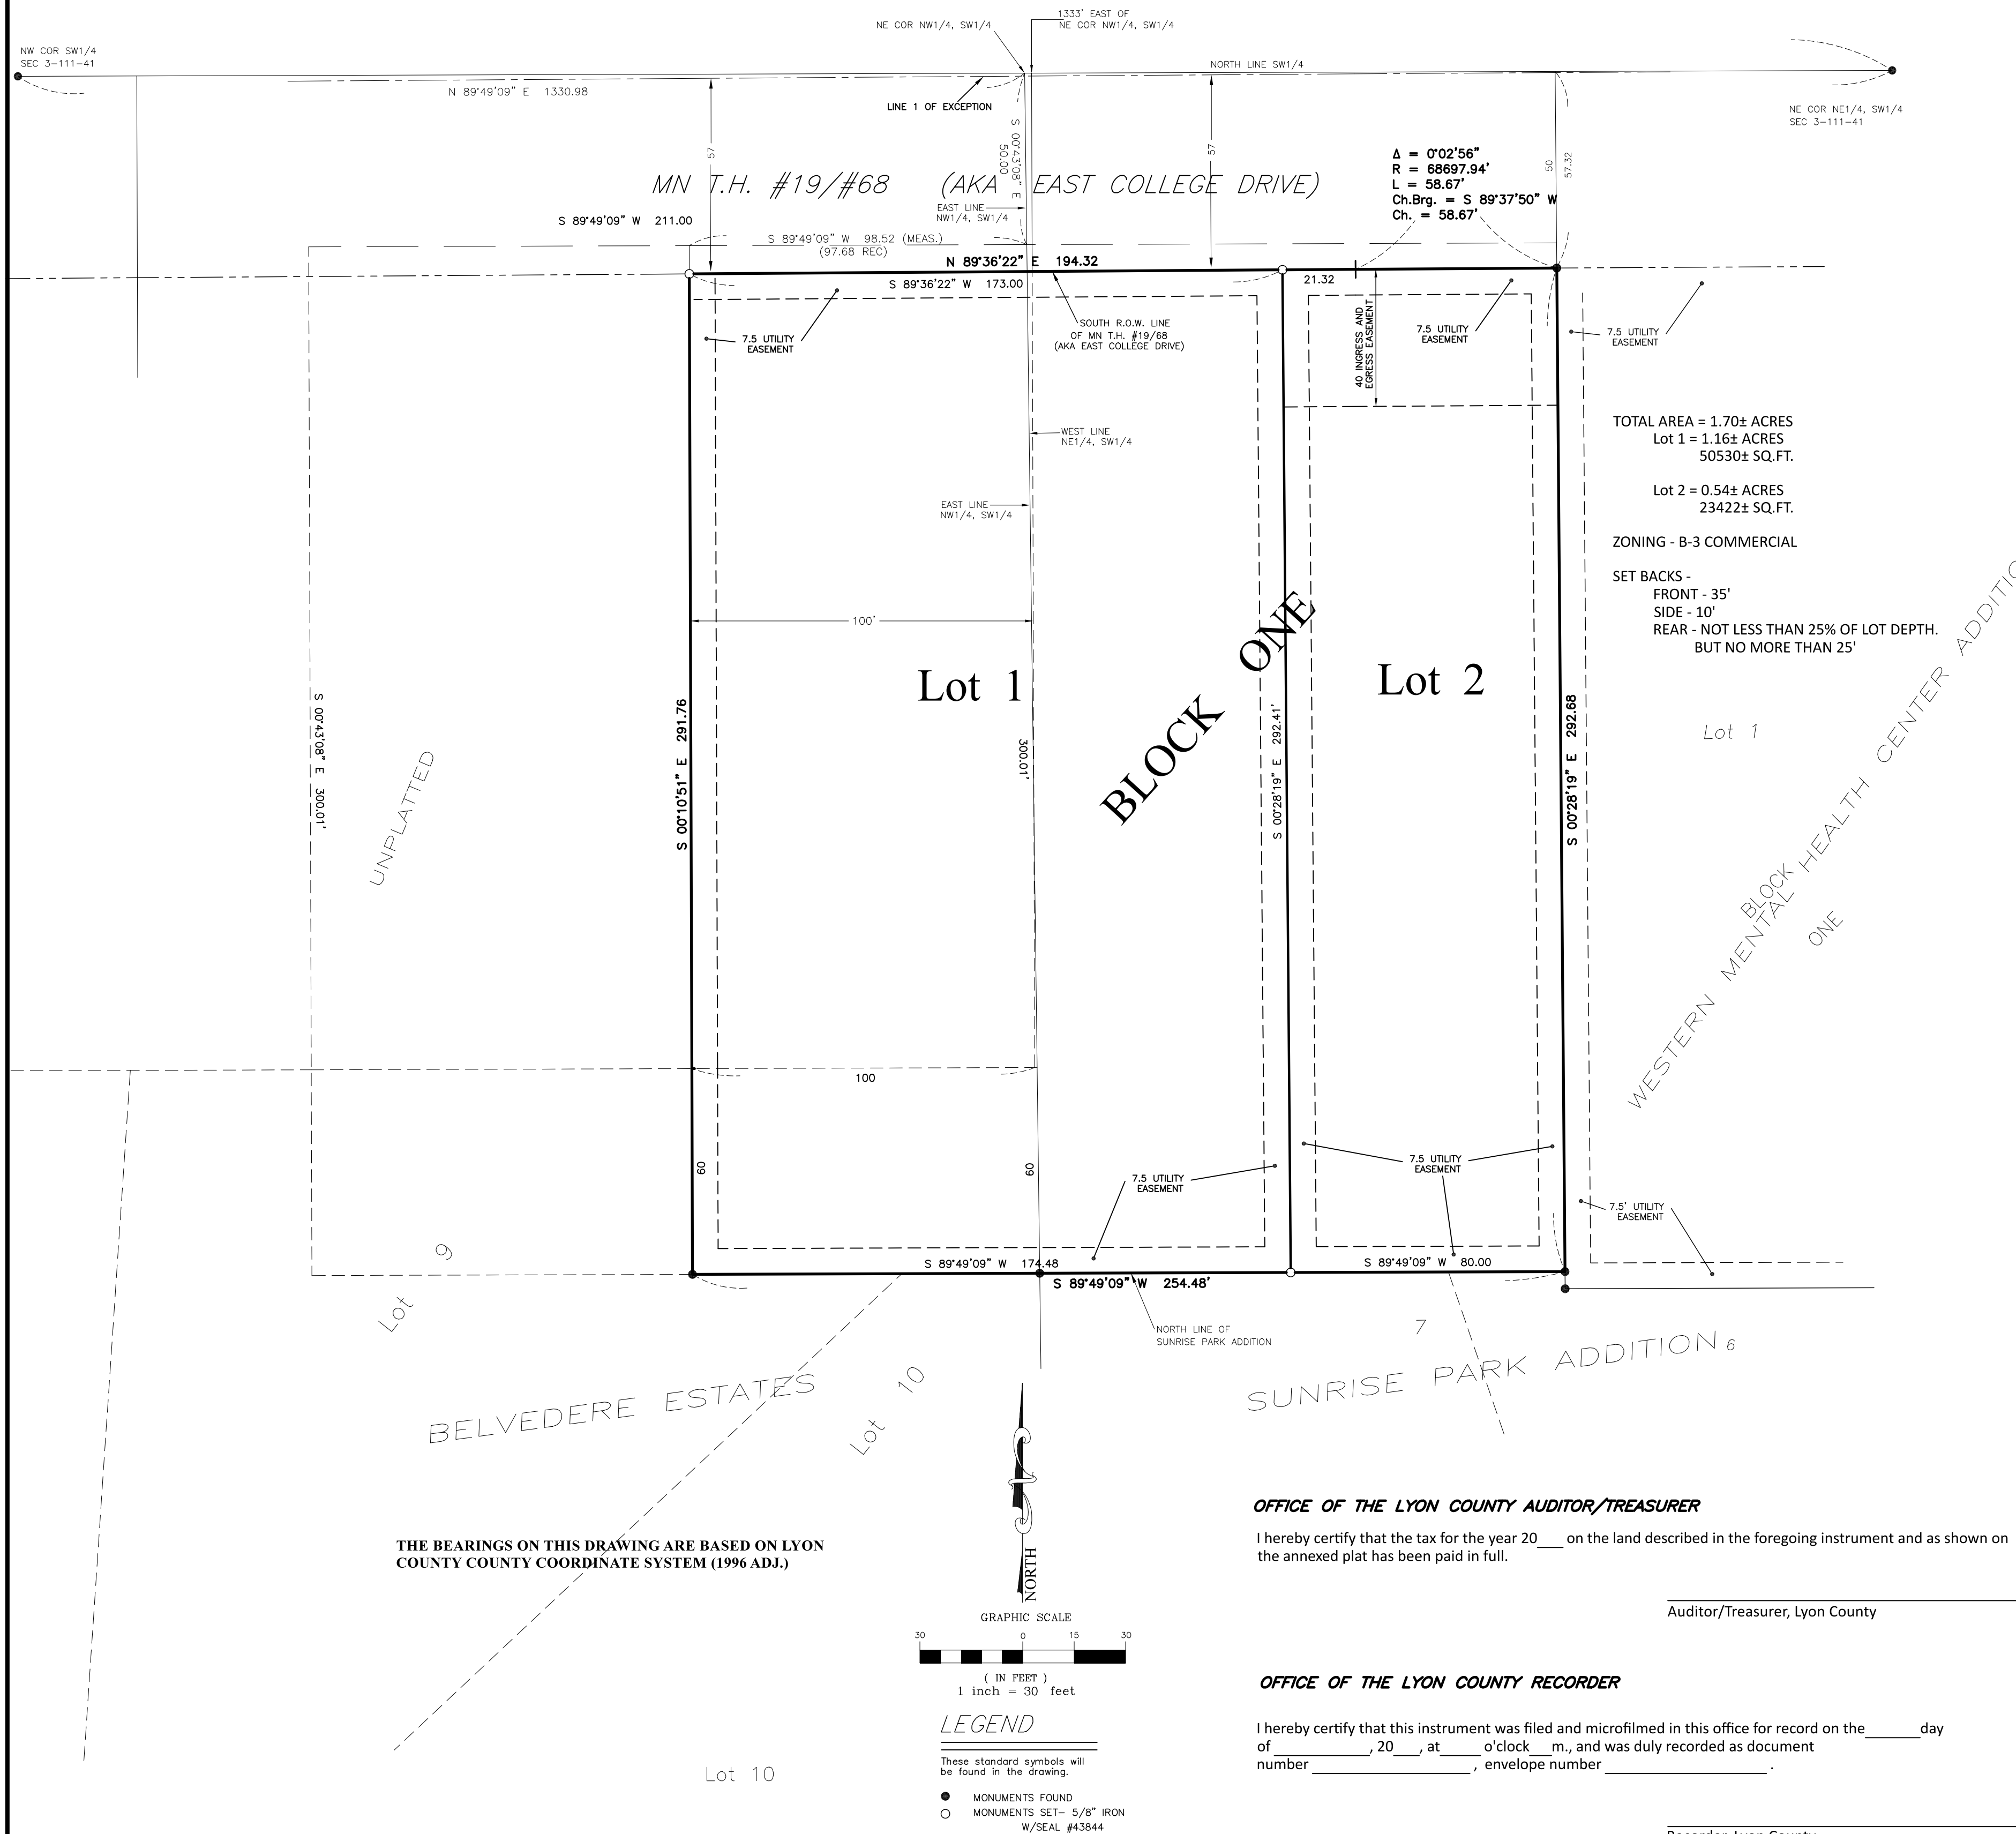 1333' EAST OF
NE COR NW1/4, SW1/4
NE COR NW1/4, SW1/4
NW COR SW1/4
SEC 3-111-41
NORTH LINE SW1/4
N 89°49'09" E 1330.98
LINE 1 OF EXCEPTION
NE COR NE1/4, SW1/4
SEC 3-111-41
57
S 00°43'08" E
50.00
57
50
57.32
Δ = 0°02'56"
R = 68697.94'
L = 58.67'
Ch.Brg. = S 89°37'50" W
Ch. = 58.67'
MN T.H. #19/#68 (AKA EAST COLLEGE DRIVE)
EAST LINE
NW1/4, SW1/4
S 89°49'09" W 211.00
S 89°49'09" W 98.52 (MEAS.)
(97.68 REC)
N 89°36'22" E 194.32
S 89°36'22" W 173.00
21.32
SOUTH R.O.W. LINE
OF MN T.H. #19/68
(AKA EAST COLLEGE DRIVE)
7.5 UTILITY
EASEMENT
40 INGRESS AND
EGRESS EASEMENT
7.5 UTILITY
EASEMENT
7.5 UTILITY
EASEMENT
WEST LINE
NE1/4, SW1/4
EAST LINE
NW1/4, SW1/4
TOTAL AREA = 1.70± ACRES
Lot 1 = 1.16± ACRES
50530± SQ.FT.
Lot 2 = 0.54± ACRES
23422± SQ.FT.
ZONING - B-3 COMMERCIAL
SET BACKS -
FRONT - 35'
SIDE - 10'
REAR - NOT LESS THAN 25% OF LOT DEPTH.
BUT NO MORE THAN 25'
100'
Lot 1
BLOCK ONE
Lot 2
S 00°43'08" E 300.01'
UNPLATTED
S 00°10'51" E 291.76
300.01'
S 00°28'19" E 292.41'
S 00°28'19" E 292.68
Lot 1
BLOCK
ONE
WESTERN MENTAL HEALTH CENTER ADDITIO
100
60
60
7.5 UTILITY
EASEMENT
7.5 UTILITY
EASEMENT
7.5' UTILITY
EASEMENT
S 89°49'09" W 174.48
S 89°49'09" W 80.00
S 89°49'09" W 254.48'
NORTH LINE OF
SUNRISE PARK ADDITION
Lot 9
BELVEDERE ESTATES
Lot 10
7
SUNRISE PARK ADDITION
6
NORTH
THE BEARINGS ON THIS DRAWING ARE BASED ON LYON
COUNTY COUNTY COORDINATE SYSTEM (1996 ADJ.)
GRAPHIC SCALE
30 0 15 30
( IN FEET )
1 inch = 30 feet
LEGEND
These standard symbols will
be found in the drawing.
MONUMENTS FOUND
MONUMENTS SET- 5/8" IRON
W/SEAL #43844
Lot 10
OFFICE OF THE LYON COUNTY AUDITOR/TREASURER
I hereby certify that the tax for the year 20___ on the land described in the foregoing instrument and as shown on
the annexed plat has been paid in full.
Auditor/Treasurer, Lyon County
OFFICE OF THE LYON COUNTY RECORDER
I hereby certify that this instrument was filed and microfilmed in this office for record on the_______day
of ____________, 20___, at_____ o'clock___m., and was duly recorded as document
number ____________________ , envelope number ____________________ .